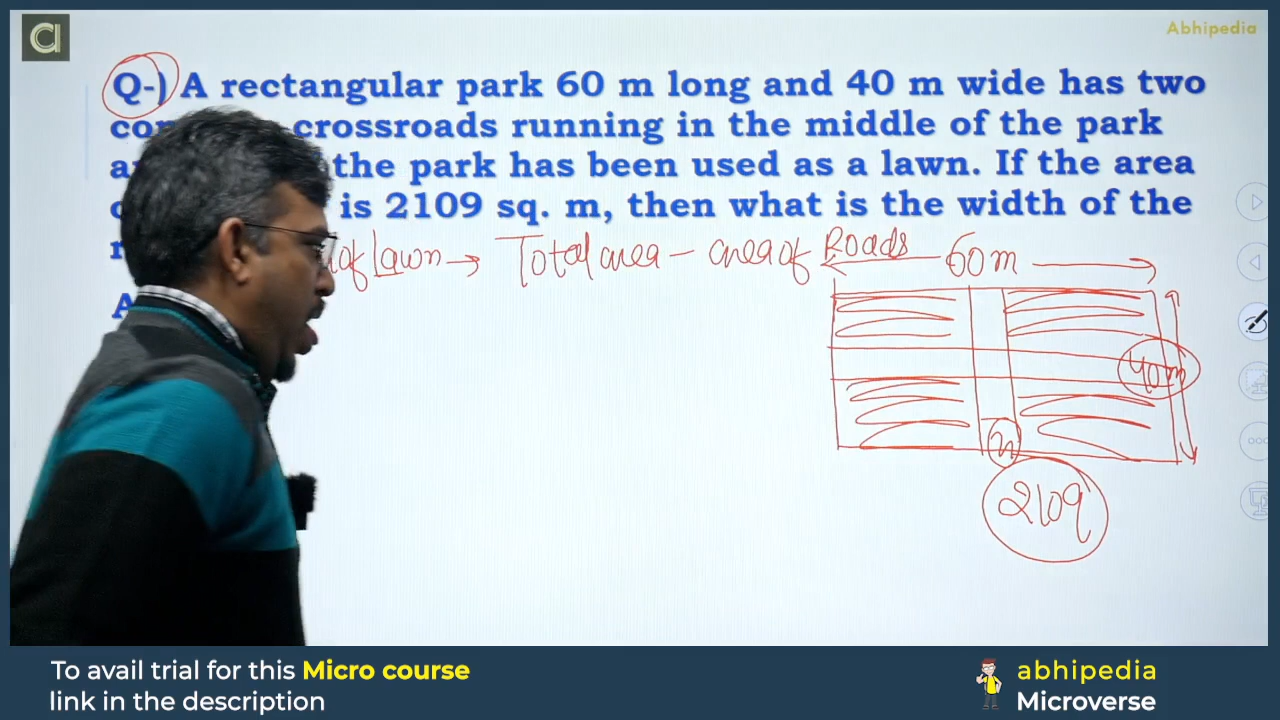 Abhipedia
Q-) A rectangular park 60 m long and 40 m wide has two
crossroads running in the middle of the park
the park has been used as a lawn. If the area
is 2109 sq. m, then what is the width of the
of Lawn → Total area - area of Roads
60 m
40 m
2109
To avail trial for this Micro course
link in the description
abhipedia
Microverse